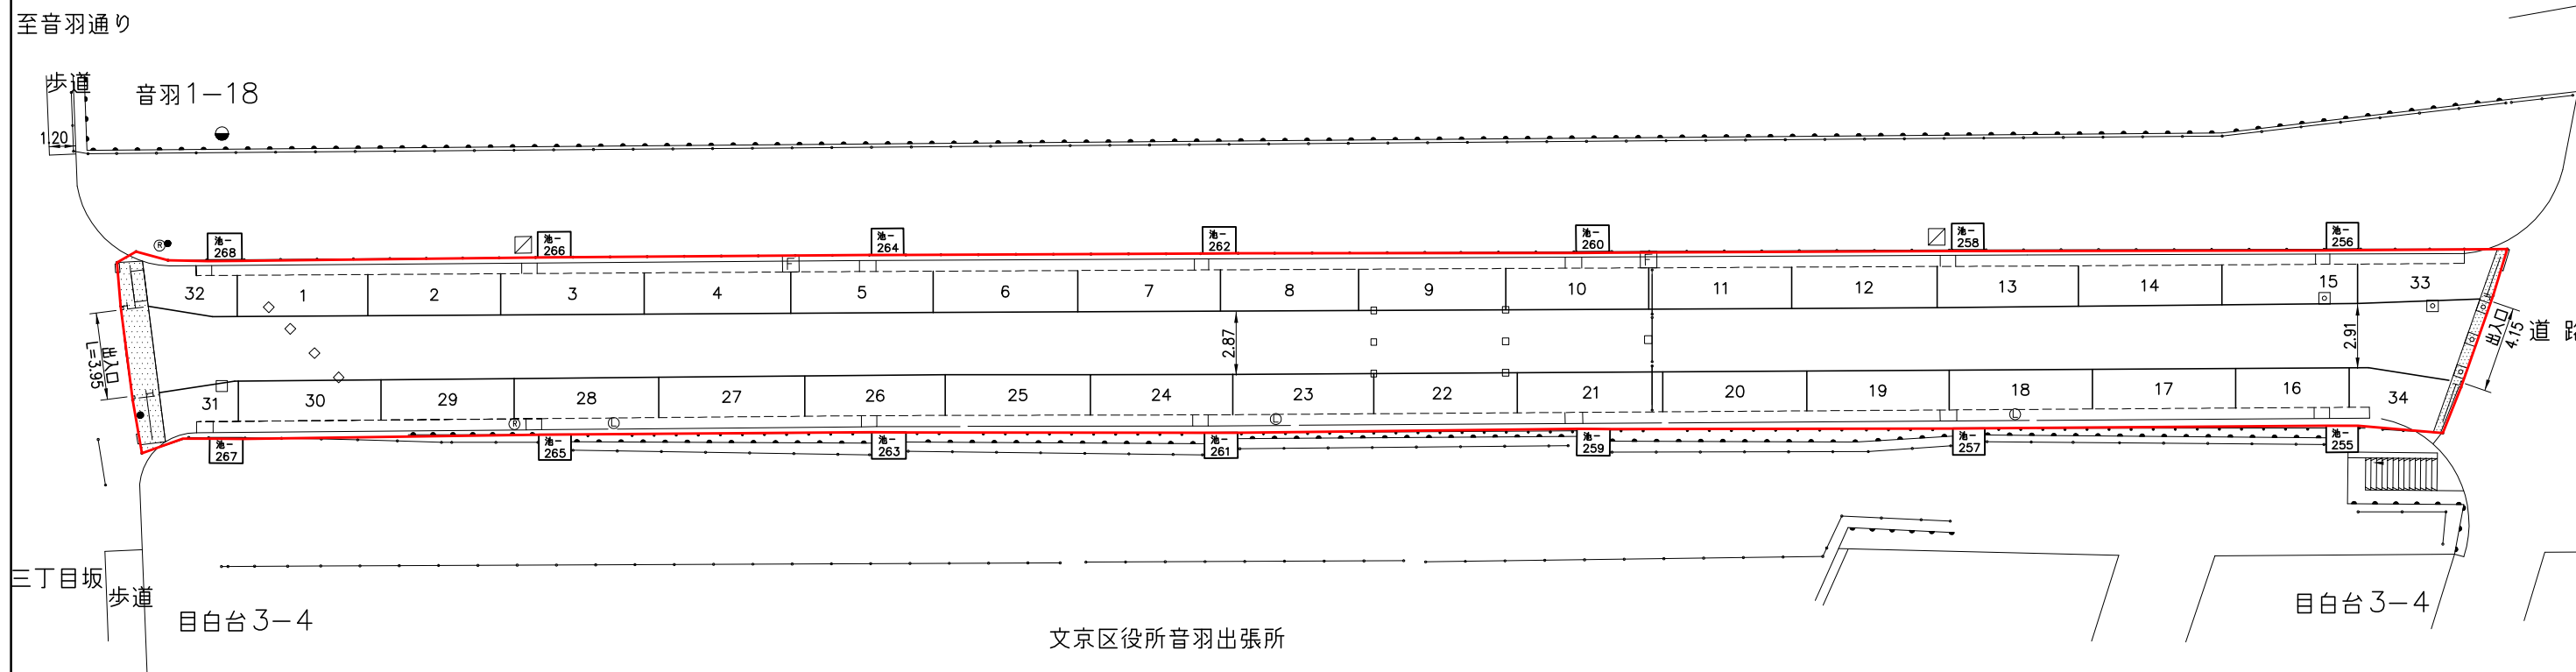 至音羽通り
歩道
音羽1-18
1.20
池-
268
池-
266
池-
264
池-
262
池-
260
池-
258
池-
256
R
F
F
32
1
2
3
4
5
6
7
8
9
10
11
12
13
14
15
33
出入口
L=3.95
2.87
2.91
出入口
4.15
道 路
31
30
29
28
27
26
25
24
23
22
21
20
19
18
17
16
34
R
L
L
L
池-
267
池-
265
池-
263
池-
261
池-
259
池-
257
池-
255
三丁目坂
歩道
目白台3-4
文京区役所音羽出張所
目白台3-4